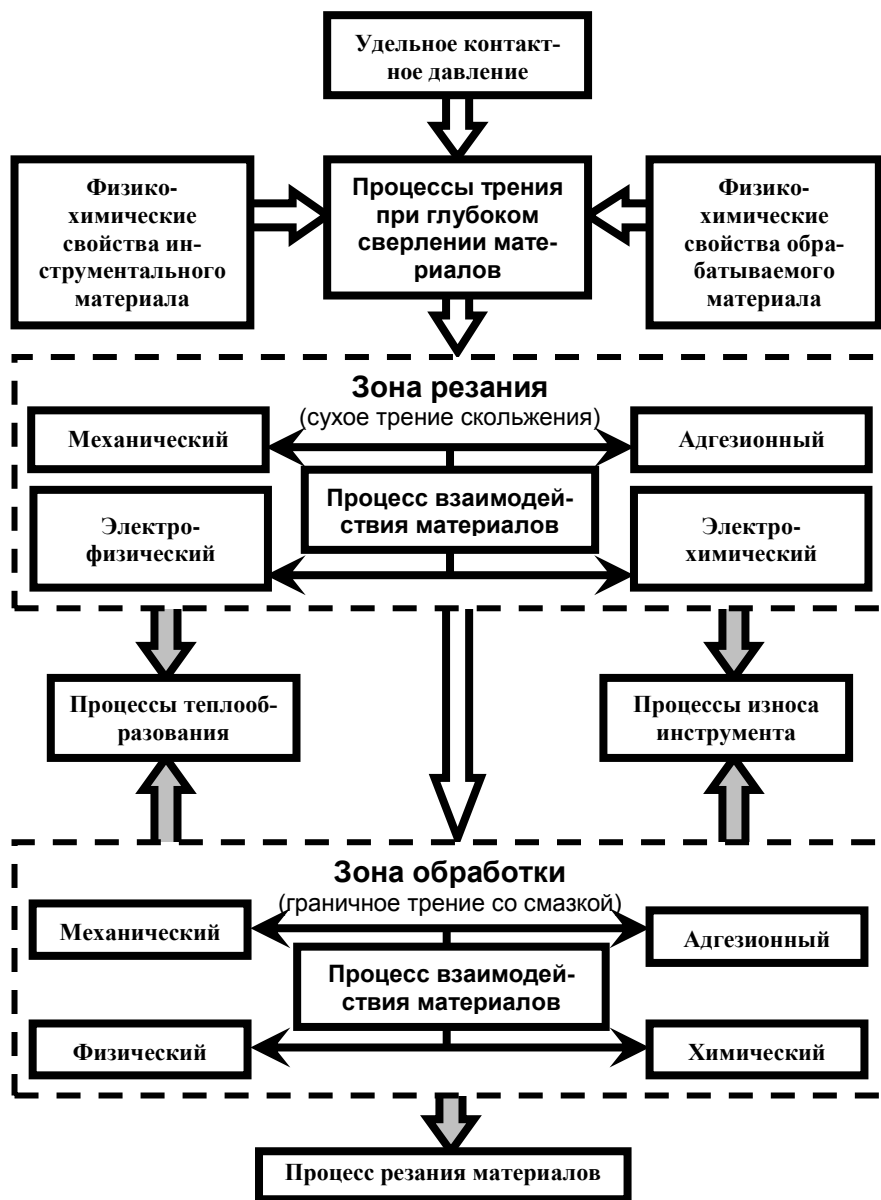 Удельное контакт-
ное давление
Физико-
химические
свойства ин-
струментального
материала
Процессы трения
при глубоком
сверлении мате-
риалов
Физико-
химические
свойства обра-
батываемого
материала
Зона резания
(сухое трение скольжения)
Механический
Адгезионный
Процесс взаимодей-
ствия материалов
Электро-
физический
Электро-
химический
Процессы теплооб-
разования
Процессы износа
инструмента
Зона обработки
(граничное трение со смазкой)
Механический
Адгезионный
Процесс взаимодей-
ствия материалов
Физический
Химический
Процесс резания материалов